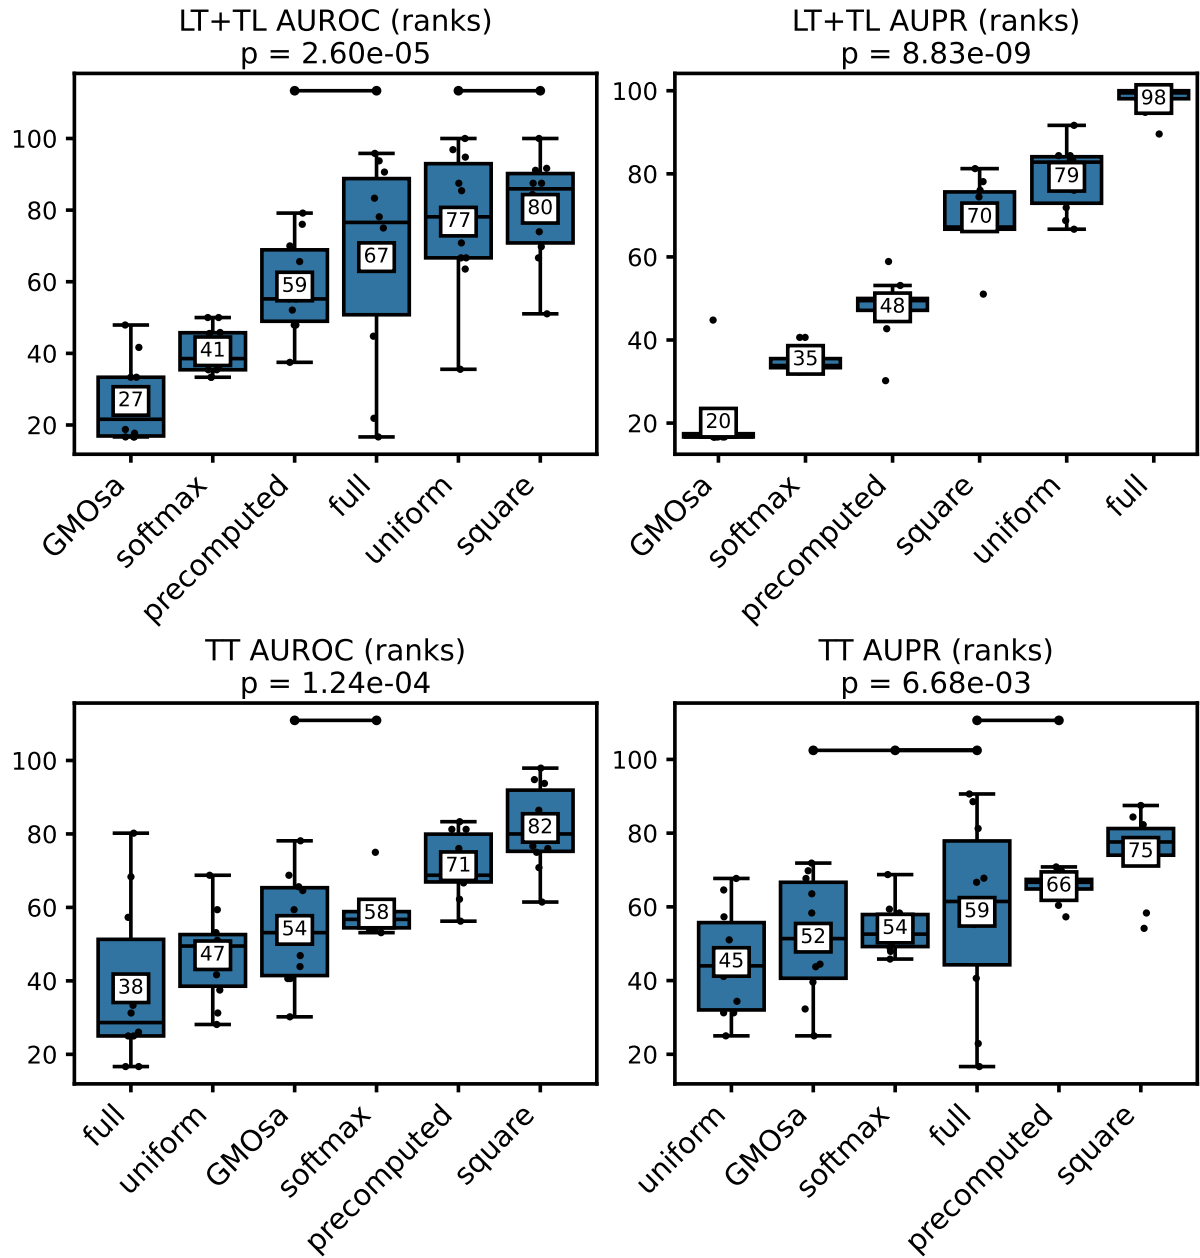 LT+TL AUROC (ranks)
p = 2.60e-05
100
80
60
40
20
27
41
59
67
77
80
GMOsa
softmax
precomputed
full
uniform
square
LT+TL AUPR (ranks)
p = 8.83e-09
100
80
60
40
20
20
35
48
70
79
98
GMOsa
softmax
precomputed
square
uniform
full
TT AUROC (ranks)
p = 1.24e-04
100
80
60
40
20
38
47
54
58
71
82
full
uniform
GMOsa
softmax
precomputed
square
TT AUPR (ranks)
p = 6.68e-03
100
80
60
40
20
45
52
54
59
66
75
uniform
GMOsa
softmax
full
precomputed
square